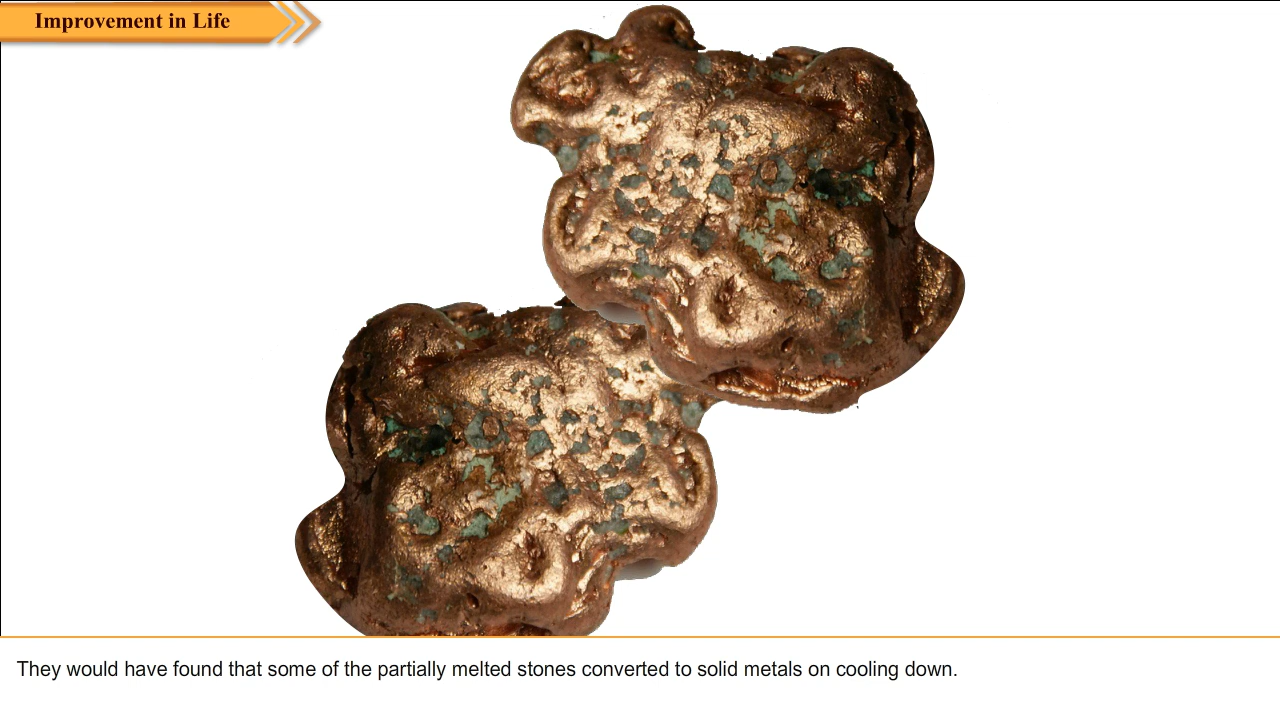 Improvement in Life
They would have found that some of the partially melted stones converted to solid metals on cooling down.